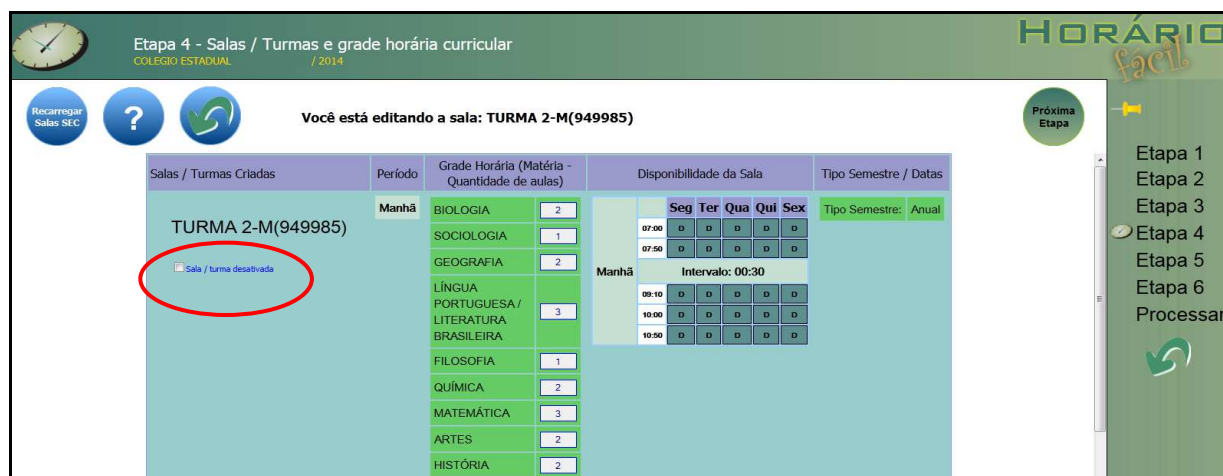 Etapa 4 - Salas / Turmas e grade horária curricular
COLEGIO ESTADUAL / 2014
HORÁRIO
fácil
Recarregar
Salas SEC
?
Você está editando a sala: TURMA 2-M(949985)
Próxima
Etapa
Etapa 1
Etapa 2
Etapa 3
Etapa 4
Etapa 5
Etapa 6
Processar
Salas / Turmas Criadas
Período
Grade Horária (Matéria -
Quantidade de aulas)
Disponibilidade da Sala
Tipo Semestre / Datas
TURMA 2-M(949985)
Sala / turma desativada
Manhã
BIOLOGIA 2
SOCIOLOGIA 1
GEOGRAFIA 2
LÍNGUA
PORTUGUESA /
LITERATURA
BRASILEIRA
3
FILOSOFIA 1
QUÍMICA 2
MATEMÁTICA 3
ARTES 2
HISTÓRIA 2
Manhã
Seg Ter Qua Qui Sex
07:00 D D D D D
07:50 D D D D D
Intervalo: 00:30
09:10 D D D D D
10:00 D D D D D
10:50 D D D D D
Tipo Semestre: Anual